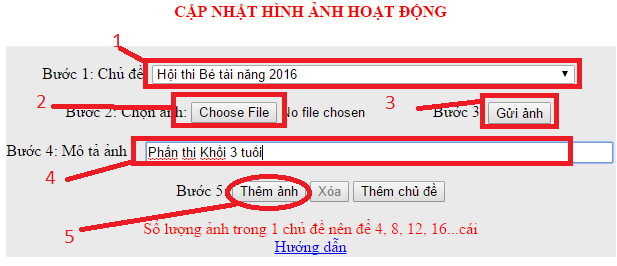 CẬP NHẬT HÌNH ẢNH HOẠT ĐỘNG
1
Bước 1: Chủ đề Hội thi Bé tài năng 2016
2 3
Bước 2: Chọn ảnh: Choose File No file chosen Bước 3 Gửi ảnh
Bước 4: Mô tả ảnh Phần thi Khối 3 tuổi
4
Bước 5: Thêm ảnh Xóa Thêm chủ đề
5
Số lượng ảnh trong 1 chủ đề nên để 4, 8, 12, 16...cái
Hướng dẫn